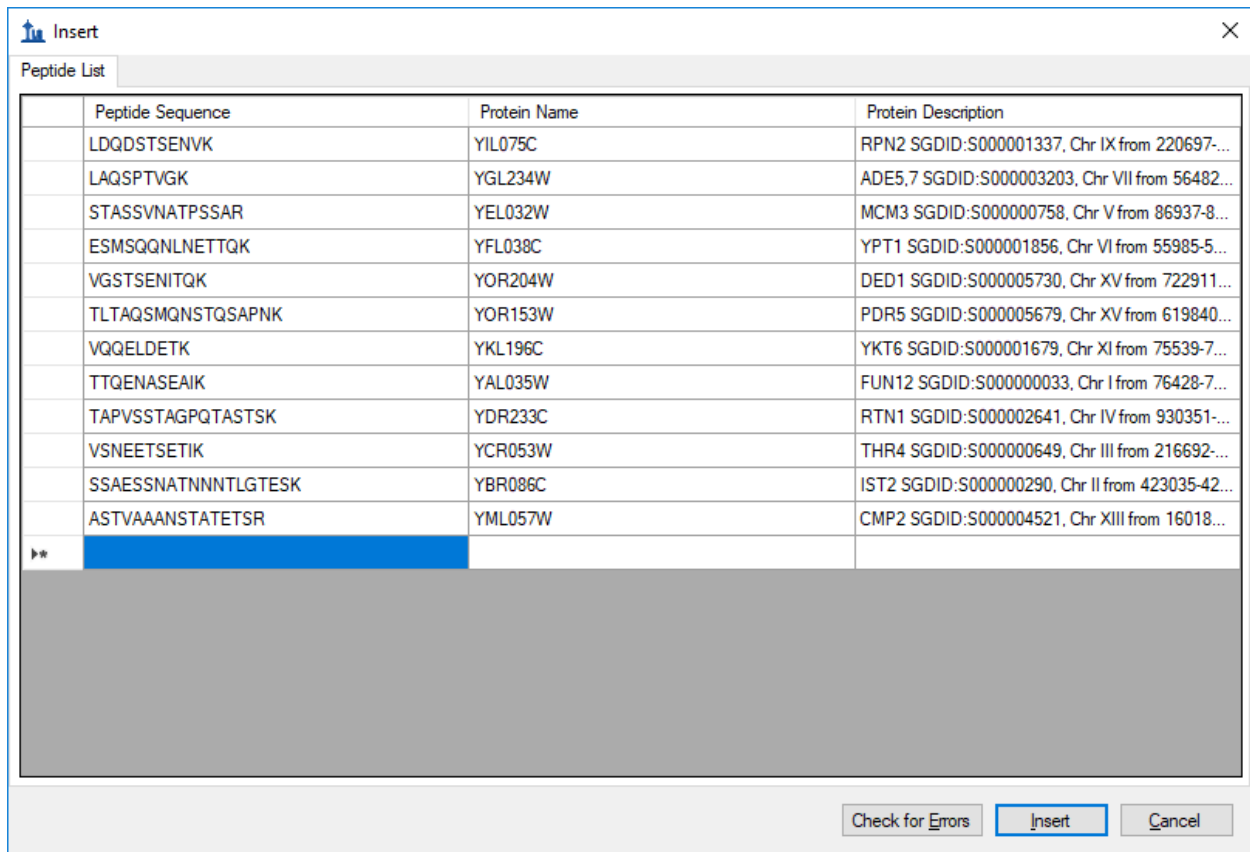 Insert
Peptide List
Peptide Sequence Protein Name Protein Description
LDQDSTSENVK YIL075C RPN2 SGDID:S000001337, Chr IX from 220697-...
LAQSPTVGK YGL234W ADE5,7 SGDID:S000003203, Chr VII from 56482...
STASSVNATPSSAR YEL032W MCM3 SGDID:S000000758, Chr V from 86937-8...
ESMSQQNLNETTQK YFL038C YPT1 SGDID:S000001856, Chr VI from 55985-5...
VGSTSENITQK YOR204W DED1 SGDID:S000005730, Chr XV from 722911...
TLTAQSMQNSTQSAPNK YOR153W PDR5 SGDID:S000005679, Chr XV from 619840...
VQQELDETK YKL196C YKT6 SGDID:S000001679, Chr XI from 75539-7...
TTQENASEAIK YAL035W FUN12 SGDID:S000000033, Chr I from 76428-7...
TAPVSSTAGPQTASTSK YDR233C RTN1 SGDID:S000002641, Chr IV from 930351-...
VSNEETSETIK YCR053W THR4 SGDID:S000000649, Chr III from 216692-...
SSAESSNATNNNTLGTESK YBR086C IST2 SGDID:S000000290, Chr II from 423035-42...
ASTVAAANSTATETSR YML057W CMP2 SGDID:S000004521, Chr XIII from 16018...
Check for Errors Insert Cancel